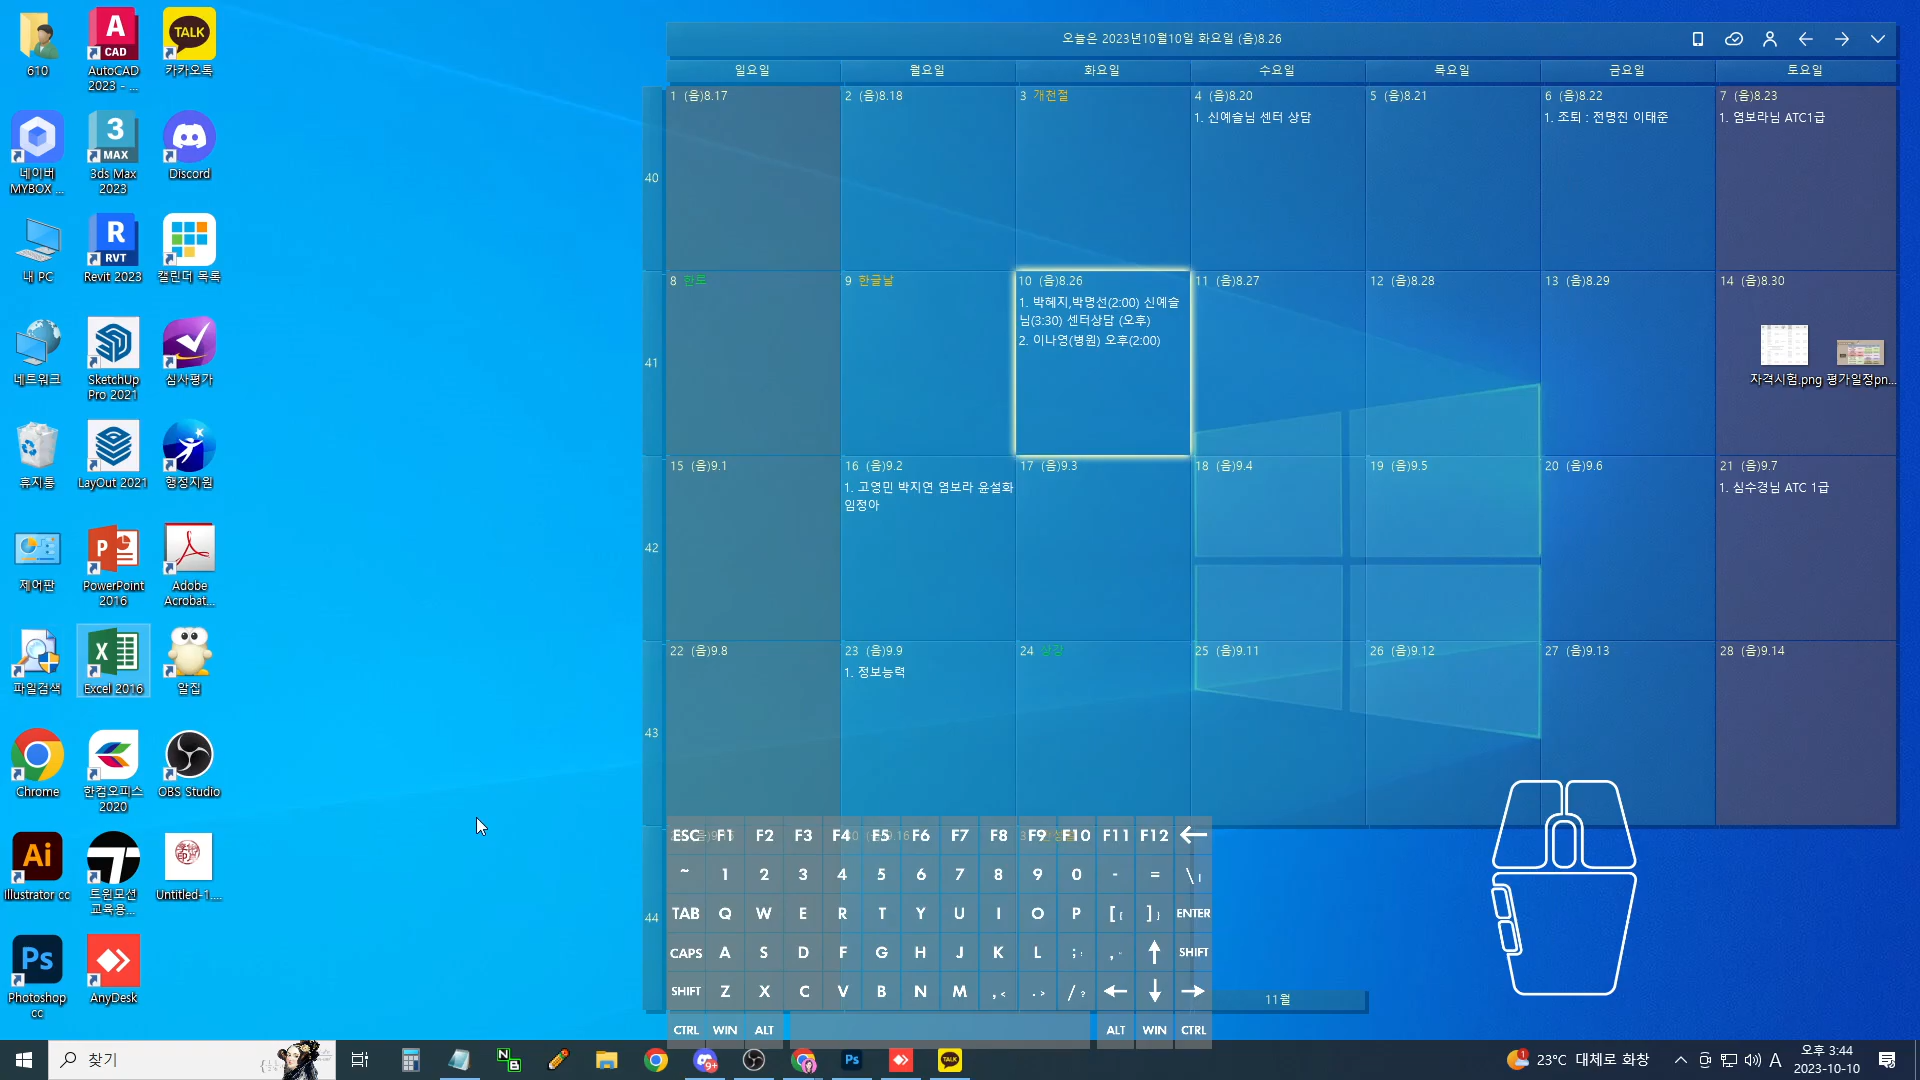 610
AutoCAD
2023 - ...
TALK
카카오톡
네이버
MYBOX ...
3ds Max
2023
Discord
내 PC
Revit 2023
캘린더 목록
네트워크
SketchUp
Pro 2021
심사평가
휴지통
LayOut 2021
행정지원
제어판
PowerPoint
2016
Adobe
Acrobat...
파일검색
Excel 2016
알집
Chrome
한컴오피스
2020
OBS Studio
Illustrator cc
트윈모션
교육용...
Untitled-1....
Photoshop
cc
AnyDesk
오늘은 2023년10월10일 화요일 (음)8.26
일요일 월요일 화요일 수요일 목요일 금요일 토요일
40
1 (음)8.17
2 (음)8.18
3 개천절
4 (음)8.20
1. 신예슬님 센터 상담
5 (음)8.21
6 (음)8.22
1. 조퇴 : 전명진 이태준
7 (음)8.23
1. 염보라님 ATC1급
41
8 한로
9 한글날
10 (음)8.26
1. 박혜지,박명선(2:00) 신예슬
님(3:30) 센터상담 (오후)
2. 이나영(병원) 오후(2:00)
11 (음)8.27
12 (음)8.28
13 (음)8.29
14 (음)8.30
자격시험.png 평가일정pn...
42
15 (음)9.1
16 (음)9.2
1. 고영민 박지연 염보라 윤설화
임정아
17 (음)9.3
18 (음)9.4
19 (음)9.5
20 (음)9.6
21 (음)9.7
1. 심수경님 ATC 1급
43
22 (음)9.8
23 (음)9.9
1. 정보능력
24 상강
25 (음)9.11
26 (음)9.12
27 (음)9.13
28 (음)9.14
44
ESC F1 F2 F3 F4 F5 F6 F7 F8 F9 F10 F11 F12 ←
~ 1 2 3 4 5 6 7 8 9 0 - = \ |
TAB Q W E R T Y U I O P [ { ] } ENTER
CAPS A S D F G H J K L ; : , " ↑ SHIFT
SHIFT Z X C V B N M , < . > / ? ← ↓ →
CTRL WIN ALT ALT WIN CTRL
11월
찾기
23°C 대체로 화창
A
오후 3:44
2023-10-10